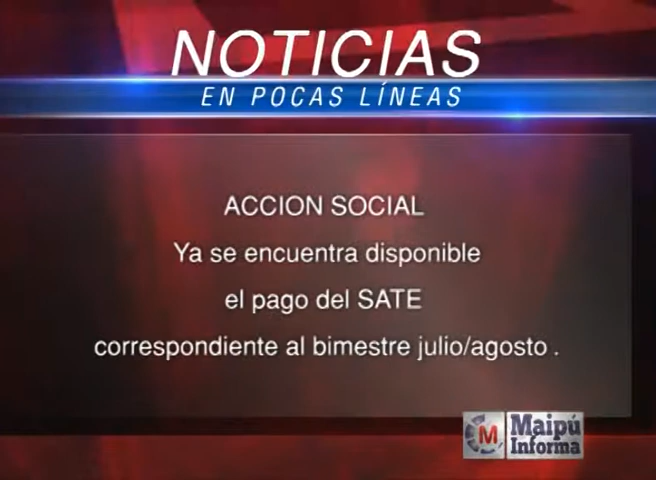 NOTICIAS
EN POCAS LÍNEAS
ACCION SOCIAL
Ya se encuentra disponible
el pago del SATE
correspondiente al bimestre julio/agosto .
M
Maipú
Informa